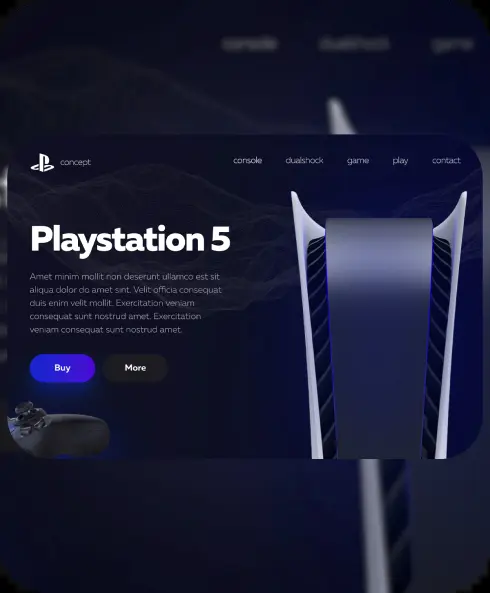 console dualshock game
concept
console dualshock game play contact
Playstation 5
Amet minim mollit non deserunt ullamco est sit
aliqua dolor do amet sint. Velit officia consequat
duis enim velit mollit. Exercitation veniam
consequat sunt nostrud amet. Exercitation
veniam consequat sunt nostrud amet.
Buy More